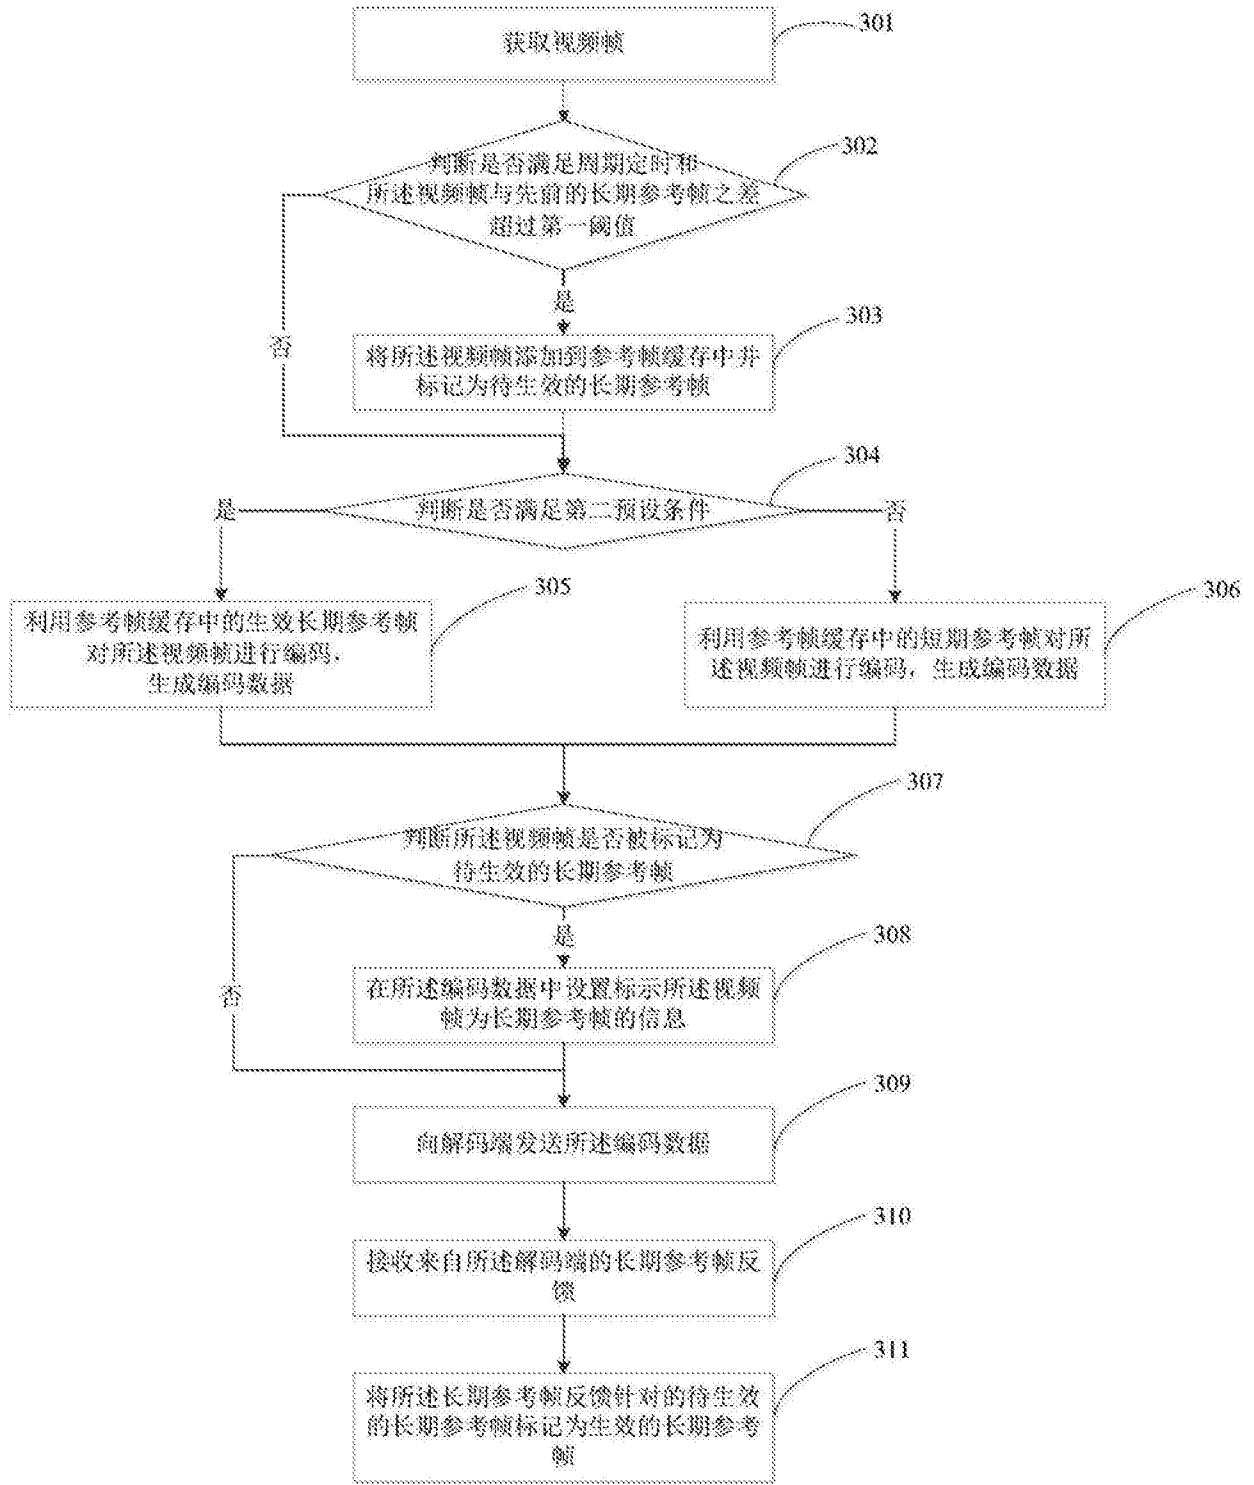 获取视频帧
301
302
判断是否满足周期定时和
所述视频帧与先前的长期参考帧之差
超过第一阈值
是
否
303
将所述视频帧添加到参考帧缓存中并
标记为待生效的长期参考帧
304
判断是否满足第二预设条件
是
否
305
利用参考帧缓存中的生效长期参考帧
对所述视频帧进行编码，
生成编码数据
306
利用参考帧缓存中的短期参考帧对所
述视频帧进行编码，生成编码数据
307
判断所述视频帧是否被标记为
待生效的长期参考帧
是
否
308
在所述编码数据中设置标示所述视频
帧为长期参考帧的信息
309
向解码端发送所述编码数据
310
接收来自所述解码端的长期参考帧反
馈
311
将所述长期参考帧反馈针对的待生效
的长期参考帧标记为生效的长期参考
帧